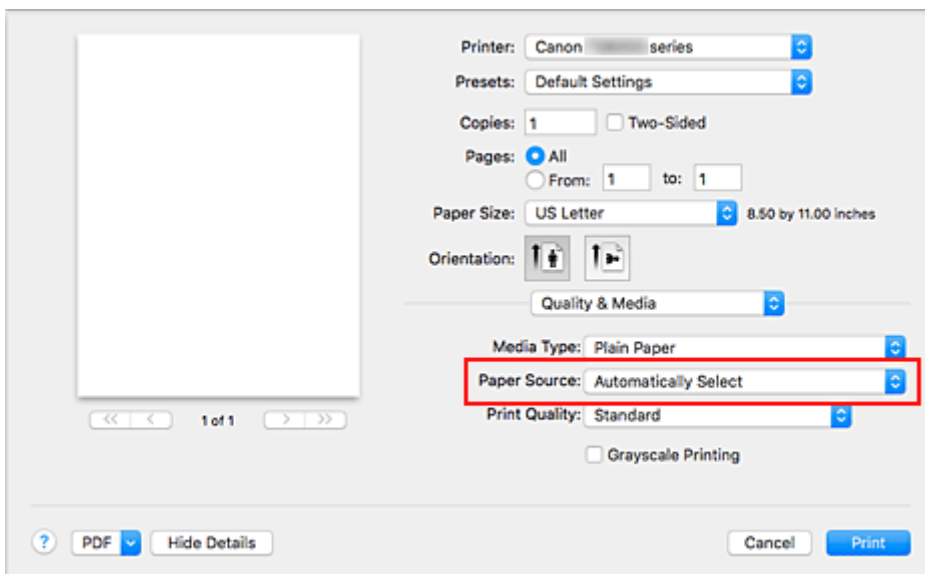 Printer: Canon series
Presets: Default Settings
Copies: 1 Two-Sided
Pages: All
From: 1 to: 1
Paper Size: US Letter 8.50 by 11.00 inches
Orientation:
Quality & Media
Media Type: Plain Paper
Paper Source: Automatically Select
Print Quality: Standard
Grayscale Printing
1 of 1
? PDF Hide Details Cancel Print